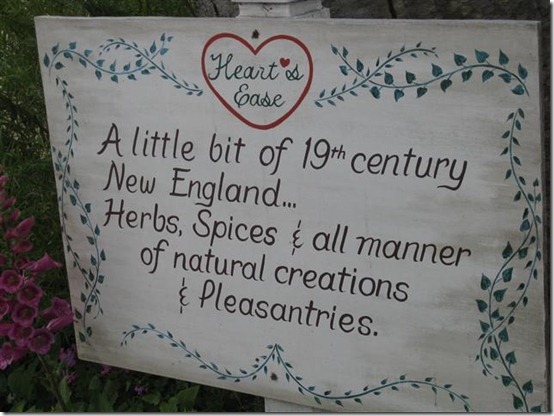 Heart's
Ease
A little bit of 19th century
New England...
Herbs, Spices & all manner
of natural creations
& Pleasantries.